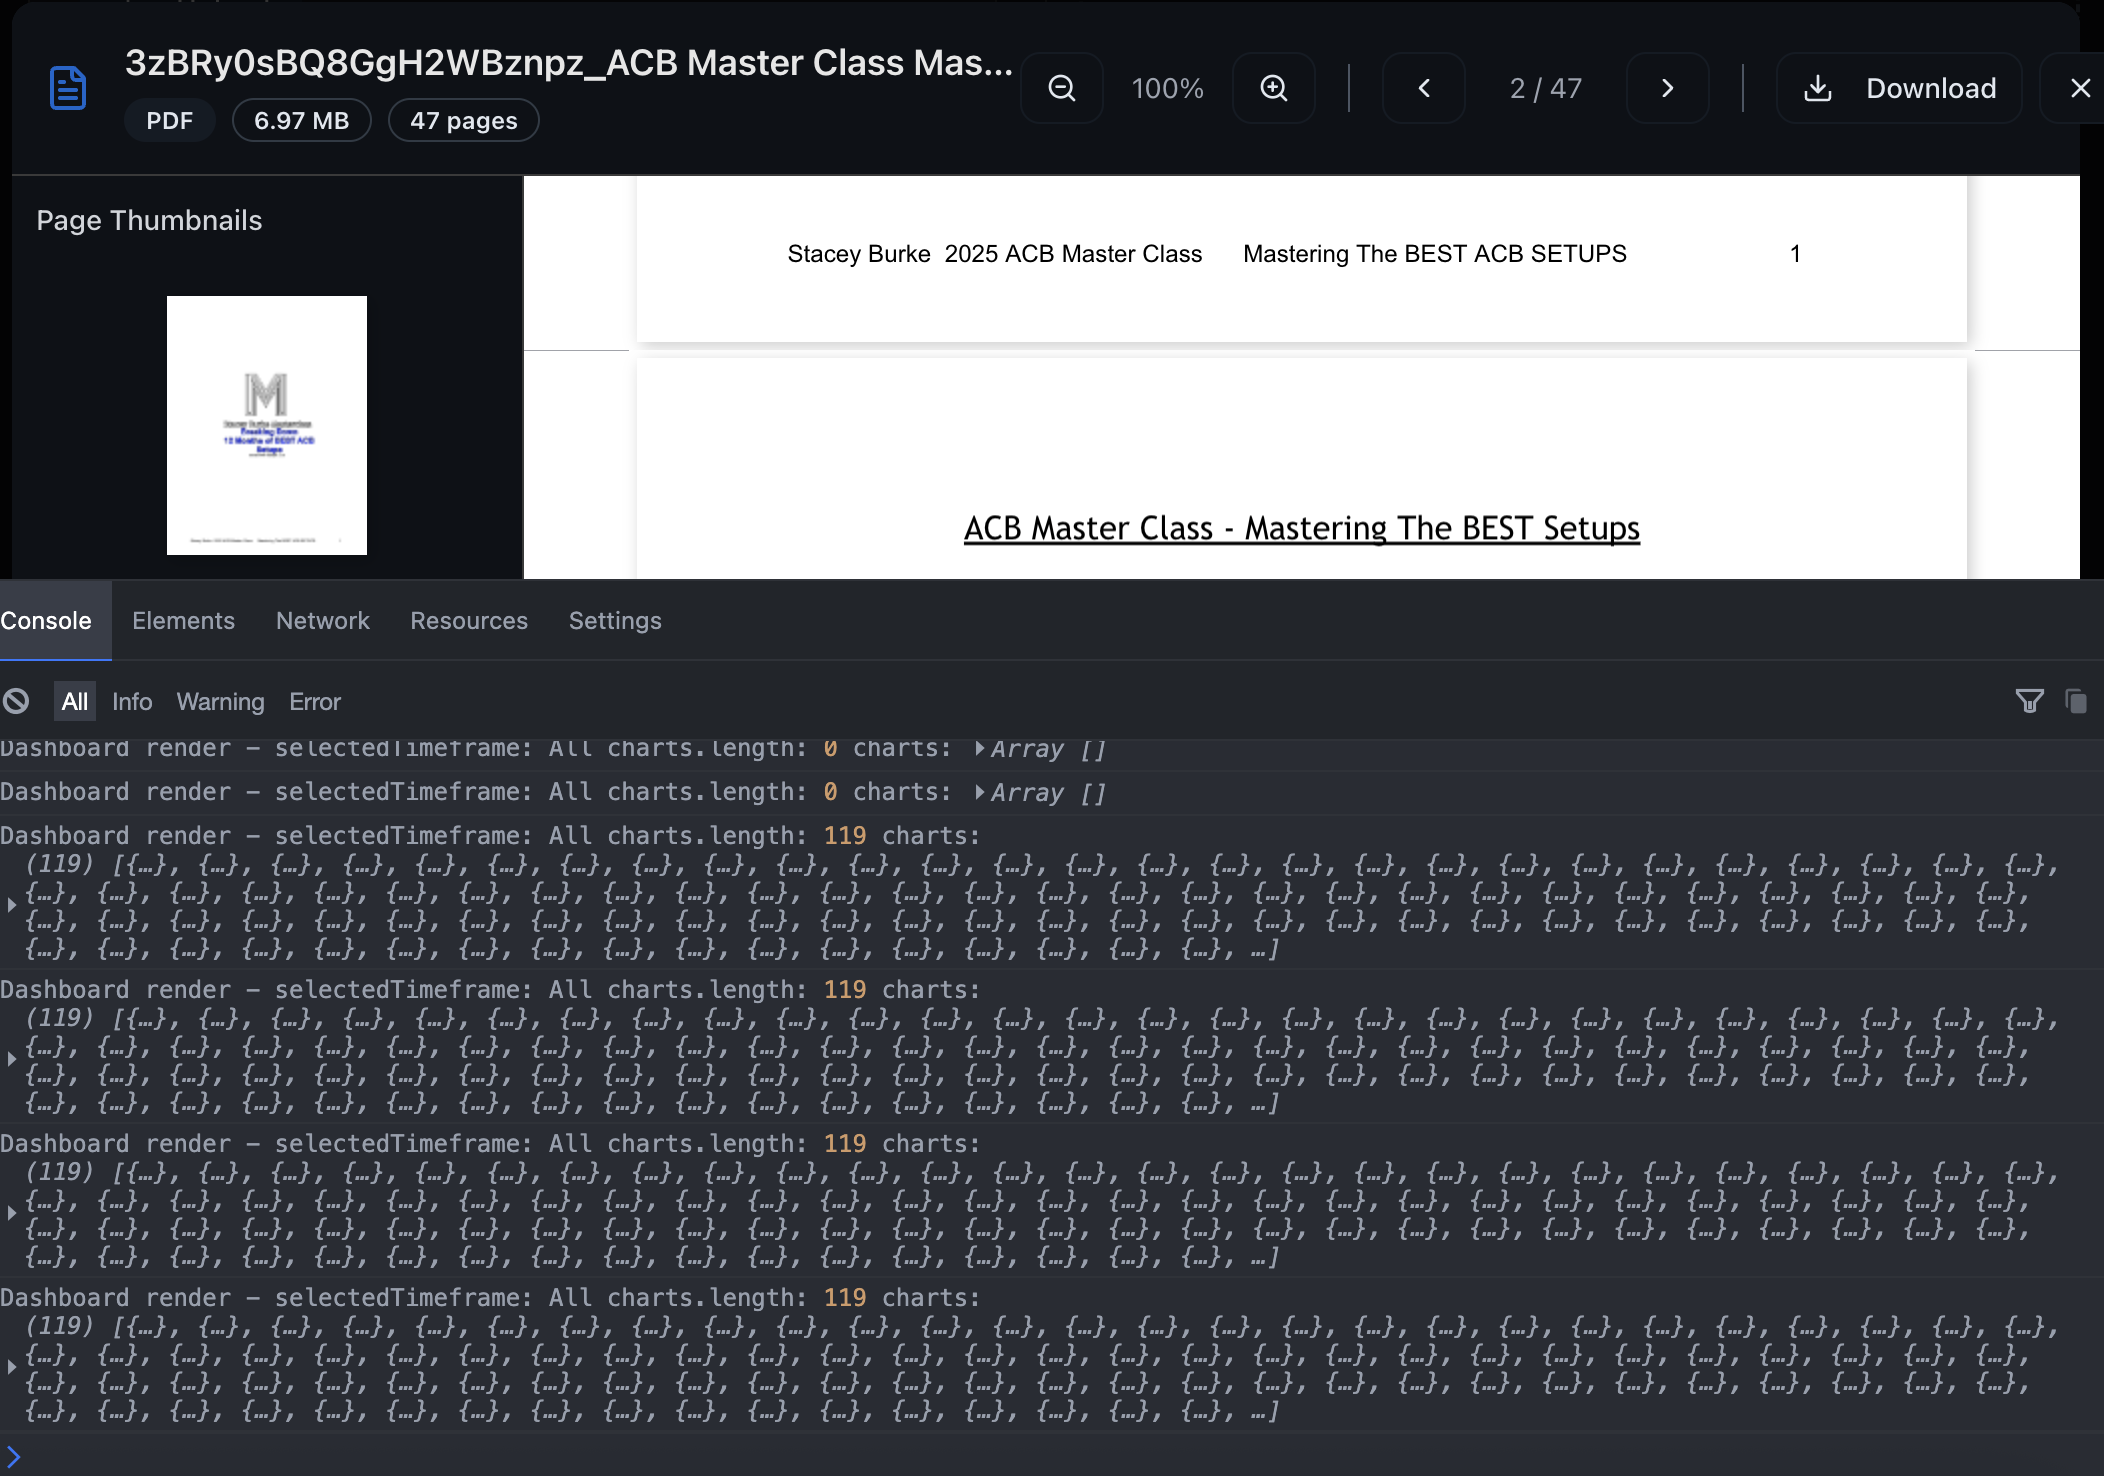 3zBRy0sBQ8GgH2WBznpz_ACB Master Class Mas...
PDF 6.97 MB 47 pages
100% 2 / 47 Download
Page Thumbnails
Stacey Burke 2025 ACB Master Class Mastering The BEST ACB SETUPS 1
ACB Master Class - Mastering The BEST Setups
Console Elements Network Resources Settings
All Info Warning Error
Dashboard render – selectedTimeframe: All charts.length: 0 charts: Array []
Dashboard render – selectedTimeframe: All charts.length: 0 charts: Array []
Dashboard render – selectedTimeframe: All charts.length: 119 charts:
(119) [{…}, {…}, {…}, {…}, {…}, {…}, {…}, {…}, {…}, {…}, {…}, {…}, {…}, {…}, {…}, {…}, {…}, {…}, {…}, {…}, {…}, {…}, {…}, {…}, {…}, {…}, {…},
{…}, {…}, {…}, {…}, {…}, {…}, {…}, {…}, {…}, {…}, {…}, {…}, {…}, {…}, {…}, {…}, {…}, {…}, {…}, {…}, {…}, {…}, {…}, {…}, {…}, {…}, {…}, {…},
{…}, {…}, {…}, {…}, {…}, {…}, {…}, {…}, {…}, {…}, {…}, {…}, {…}, {…}, {…}, {…}, {…}, {…}, {…}, {…}, {…}, {…}, {…}, {…}, {…}, {…}, {…}, {…},
{…}, {…}, {…}, {…}, {…}, {…}, {…}, {…}, {…}, {…}, {…}, {…}, {…}, {…}, {…}, {…}, {…}, …]
Dashboard render – selectedTimeframe: All charts.length: 119 charts:
(119) [{…}, {…}, {…}, {…}, {…}, {…}, {…}, {…}, {…}, {…}, {…}, {…}, {…}, {…}, {…}, {…}, {…}, {…}, {…}, {…}, {…}, {…}, {…}, {…}, {…}, {…}, {…},
{…}, {…}, {…}, {…}, {…}, {…}, {…}, {…}, {…}, {…}, {…}, {…}, {…}, {…}, {…}, {…}, {…}, {…}, {…}, {…}, {…}, {…}, {…}, {…}, {…}, {…}, {…}, {…},
{…}, {…}, {…}, {…}, {…}, {…}, {…}, {…}, {…}, {…}, {…}, {…}, {…}, {…}, {…}, {…}, {…}, {…}, {…}, {…}, {…}, {…}, {…}, {…}, {…}, {…}, {…}, {…},
{…}, {…}, {…}, {…}, {…}, {…}, {…}, {…}, {…}, {…}, {…}, {…}, {…}, {…}, {…}, {…}, {…}, …]
Dashboard render – selectedTimeframe: All charts.length: 119 charts:
(119) [{…}, {…}, {…}, {…}, {…}, {…}, {…}, {…}, {…}, {…}, {…}, {…}, {…}, {…}, {…}, {…}, {…}, {…}, {…}, {…}, {…}, {…}, {…}, {…}, {…}, {…}, {…},
{…}, {…}, {…}, {…}, {…}, {…}, {…}, {…}, {…}, {…}, {…}, {…}, {…}, {…}, {…}, {…}, {…}, {…}, {…}, {…}, {…}, {…}, {…}, {…}, {…}, {…}, {…}, {…},
{…}, {…}, {…}, {…}, {…}, {…}, {…}, {…}, {…}, {…}, {…}, {…}, {…}, {…}, {…}, {…}, {…}, {…}, {…}, {…}, {…}, {…}, {…}, {…}, {…}, {…}, {…}, {…},
{…}, {…}, {…}, {…}, {…}, {…}, {…}, {…}, {…}, {…}, {…}, {…}, {…}, {…}, {…}, {…}, {…}, …]
Dashboard render – selectedTimeframe: All charts.length: 119 charts:
(119) [{…}, {…}, {…}, {…}, {…}, {…}, {…}, {…}, {…}, {…}, {…}, {…}, {…}, {…}, {…}, {…}, {…}, {…}, {…}, {…}, {…}, {…}, {…}, {…}, {…}, {…}, {…},
{…}, {…}, {…}, {…}, {…}, {…}, {…}, {…}, {…}, {…}, {…}, {…}, {…}, {…}, {…}, {…}, {…}, {…}, {…}, {…}, {…}, {…}, {…}, {…}, {…}, {…}, {…}, {…},
{…}, {…}, {…}, {…}, {…}, {…}, {…}, {…}, {…}, {…}, {…}, {…}, {…}, {…}, {…}, {…}, {…}, {…}, {…}, {…}, {…}, {…}, {…}, {…}, {…}, {…}, {…}, {…},
{…}, {…}, {…}, {…}, {…}, {…}, {…}, {…}, {…}, {…}, {…}, {…}, {…}, {…}, {…}, {…}, {…}, …]